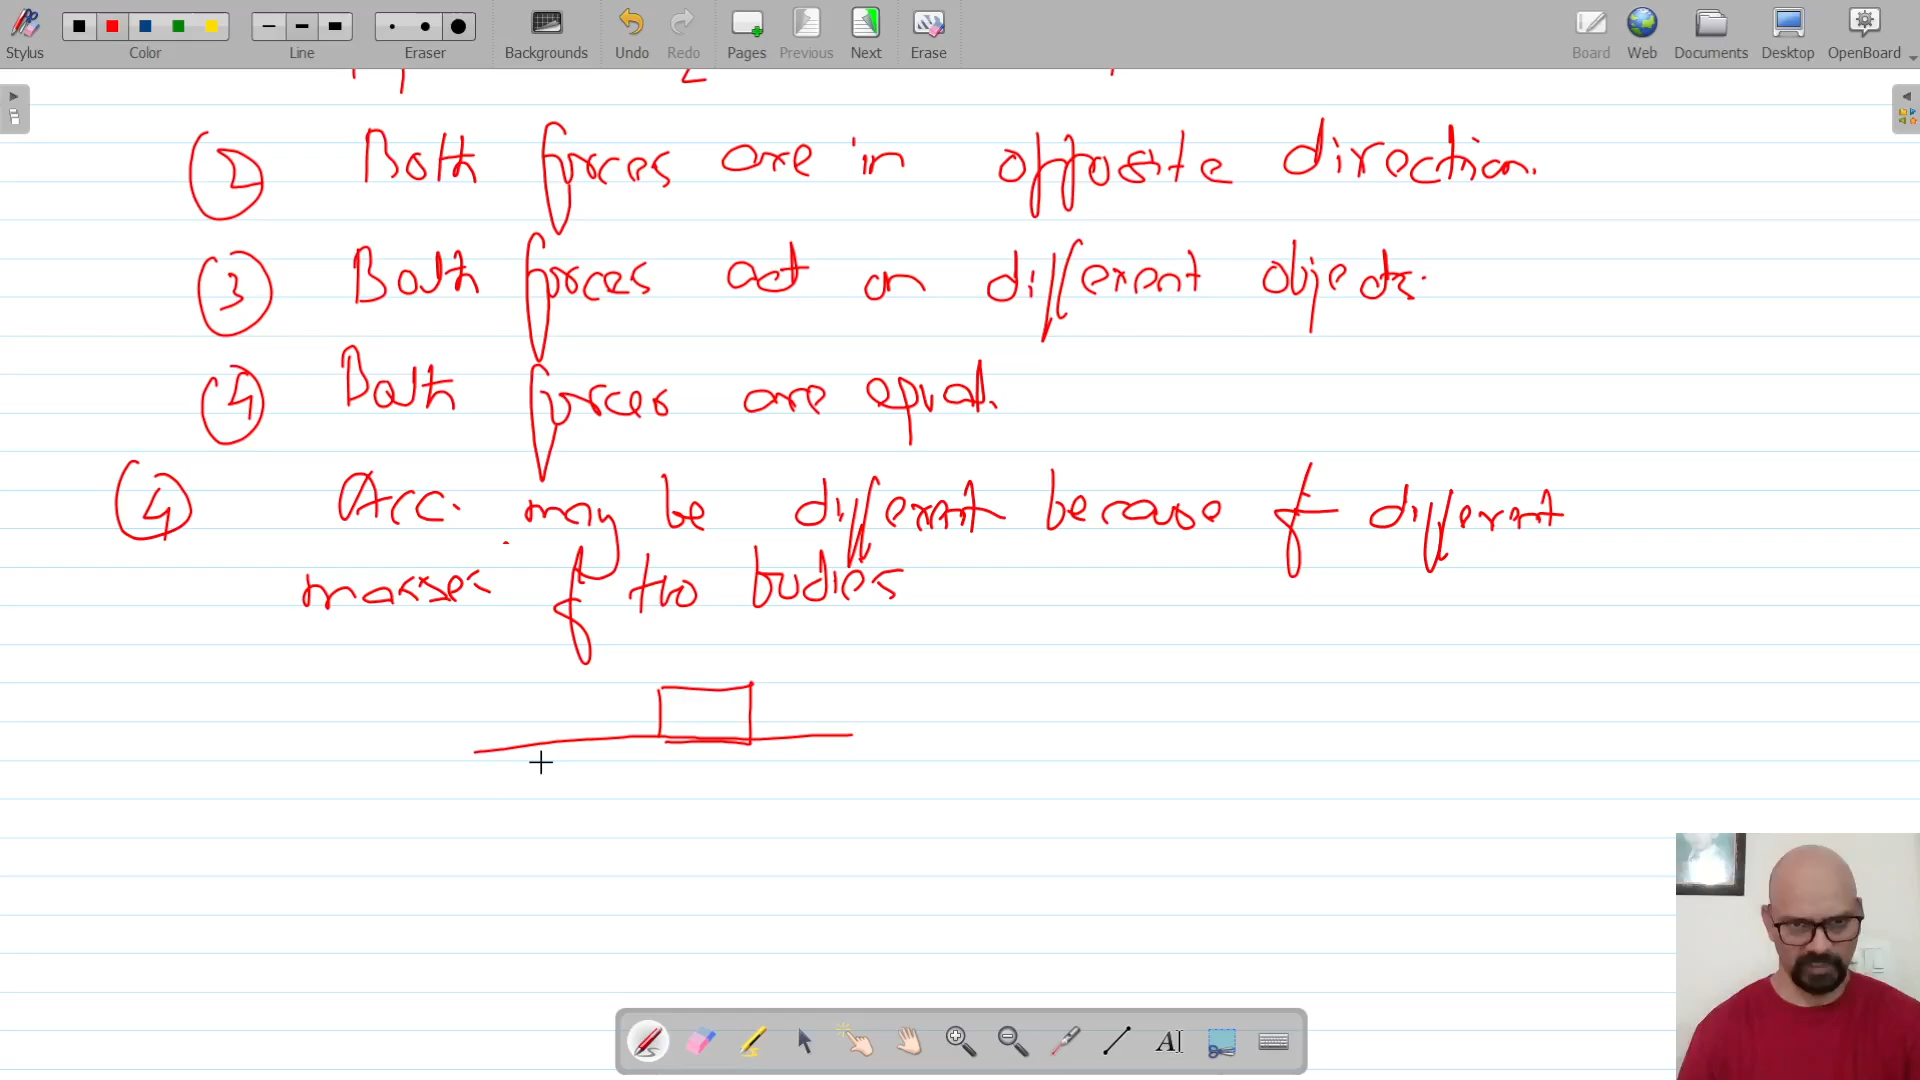 Stylus Color Line Eraser Backgrounds Undo Redo Pages Previous Next Erase Board Web Documents Desktop OpenBoard
② Both forces are in opposite direction.
③ Both forces act on different objects.
④ Both forces are equal.
④ Acc. may be different because of different
masses of two bodies